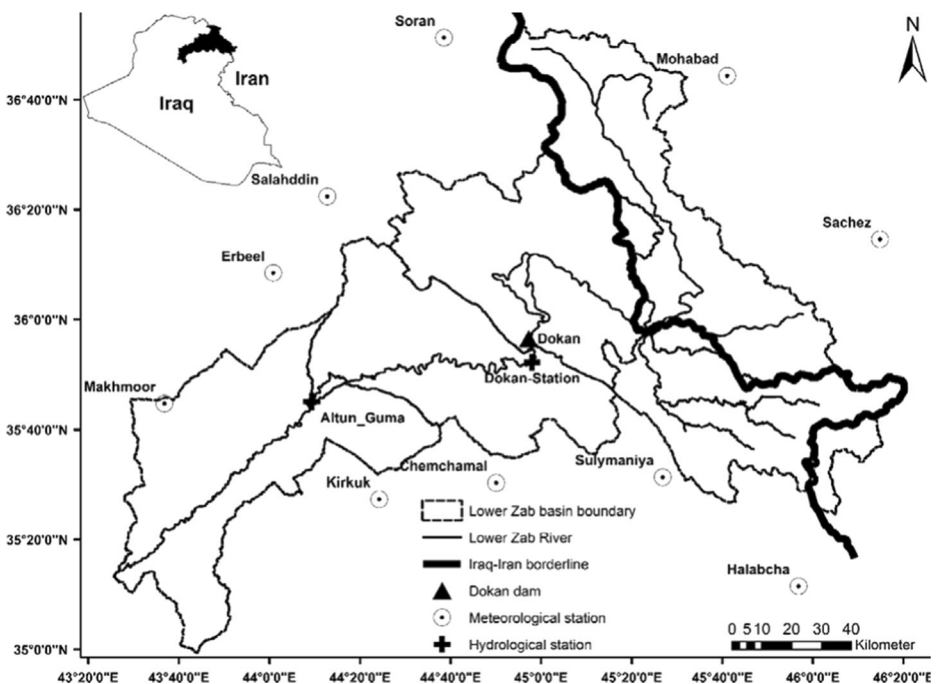 Soran
N
Mohabad
Iran
Iraq
36°40'0"N
Salahddin
36°20'0"N
Sachez
Erbeel
36°0'0"N
Dokan
Dokan-Station
Makhmoor
Altun_Guma
35°40'0"N
Chemchamal
Sulymaniya
Kirkuk
Lower Zab basin boundary
35°20'0"N
Lower Zab River
Iraq-Iran borderline
Halabcha
Dokan dam
Meteorological station
0 5 10 20 30 40
Kilometer
Hydrological station
35°0'0"N
43°20'0"E 43°40'0"E 44°0'0"E 44°20'0"E 44°40'0"E 45°0'0"E 45°20'0"E 45°40'0"E 46°0'0"E 46°20'0"E